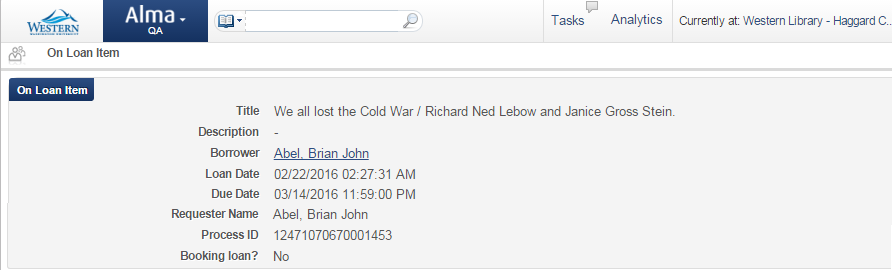 WESTERN
WASHINGTON UNIVERSITY
Alma
QA
Tasks
Analytics
Currently at: Western Library - Haggard C...
On Loan Item
On Loan Item
Title We all lost the Cold War / Richard Ned Lebow and Janice Gross Stein.
Description -
Borrower Abel, Brian John
Loan Date 02/22/2016 02:27:31 AM
Due Date 03/14/2016 11:59:00 PM
Requester Name Abel, Brian John
Process ID 12471070670001453
Booking loan? No